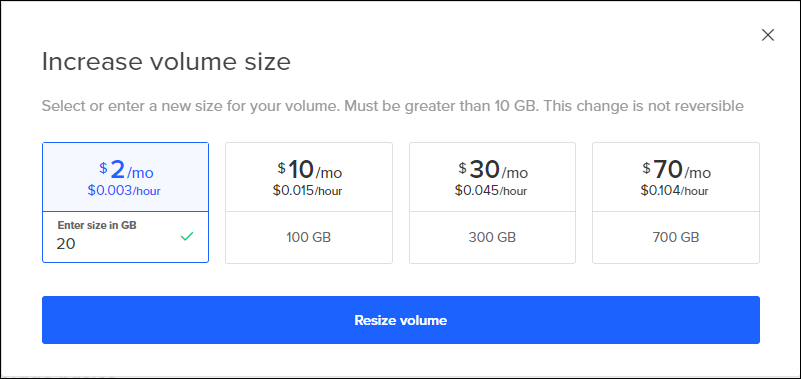 Increase volume size
Select or enter a new size for your volume. Must be greater than 10 GB. This change is not reversible
$2/mo
$0.003/hour
Enter size in GB
20
$10/mo
$0.015/hour
100 GB
$30/mo
$0.045/hour
300 GB
$70/mo
$0.104/hour
700 GB
Resize volume